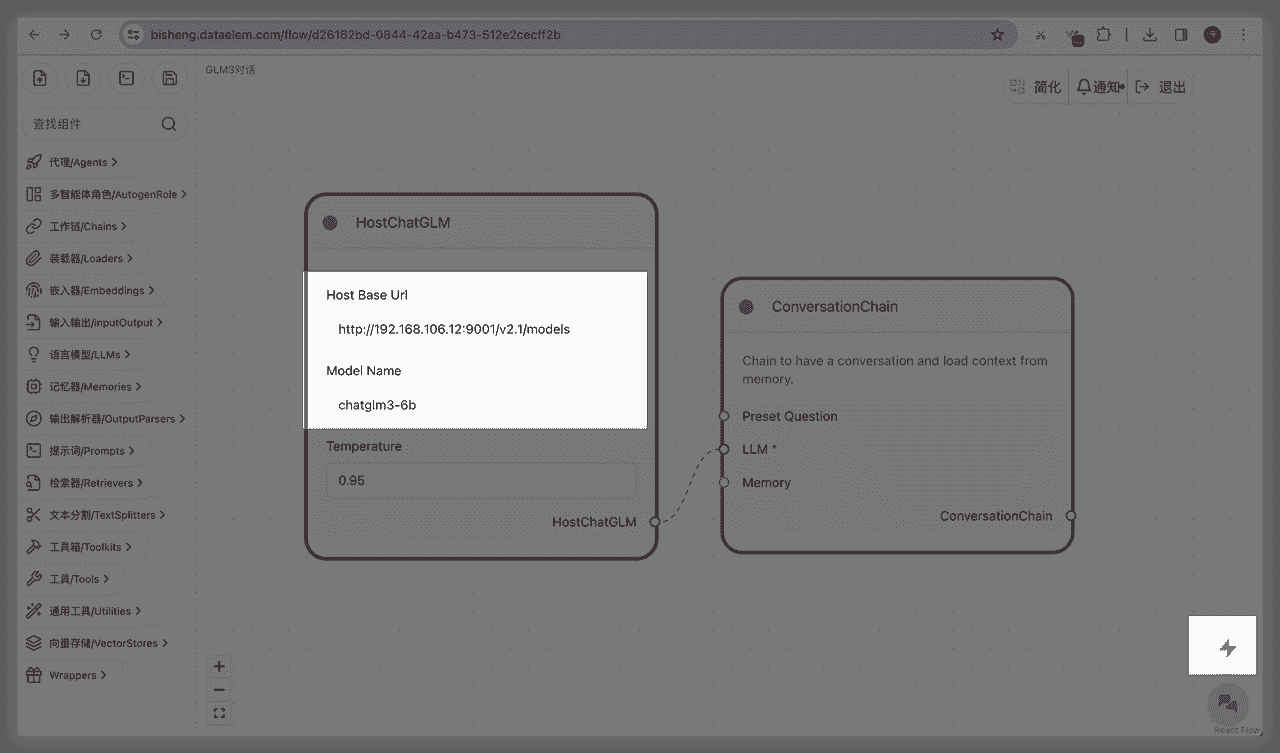 bisheng.dataelem.com/flow/d26162bd-0844-42aa-b473-512e2cecff2b
GLM3对话
简化
通知
退出
查找组件
代理/Agents
多智能体角色/AutogenRole
工作链/Chains
装载器/Loaders
嵌入器/Embeddings
输入输出/inputOutput
语言模型/LLMs
记忆器/Memories
输出解析器/OutputParsers
提示词/Prompts
检索器/Retrievers
文本分割/TextSplitters
工具箱/Toolkits
工具/Tools
通用工具/Utilities
向量存储/VectorStores
Wrappers
HostChatGLM
Host Base Url
http://192.168.106.12:9001/v2.1/models
Model Name
chatglm3-6b
Temperature
0.95
HostChatGLM
ConversationChain
Chain to have a conversation and load context from
memory.
Preset Question
LLM *
Memory
ConversationChain
React Flow